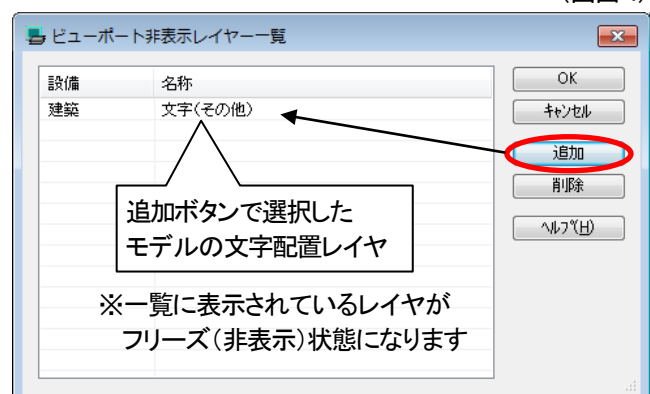 ビューポート非表示レイヤー一覧
設備 名称
建築 文字(その他)
OK
キャンセル
追加
削除
ヘルプ(H)
追加ボタンで選択した
モデルの文字配置レイヤ
※一覧に表示されているレイヤが
フリーズ(非表示)状態になります